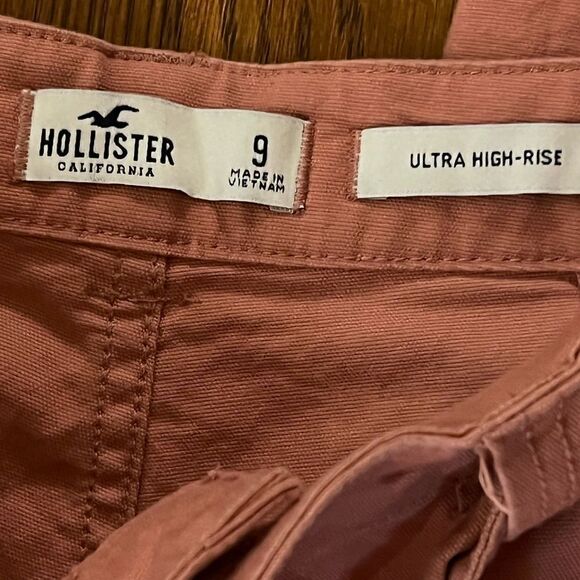 HOLLISTER
CALIFORNIA
9
MADE IN
VIETNAM
ULTRA HIGH-RISE